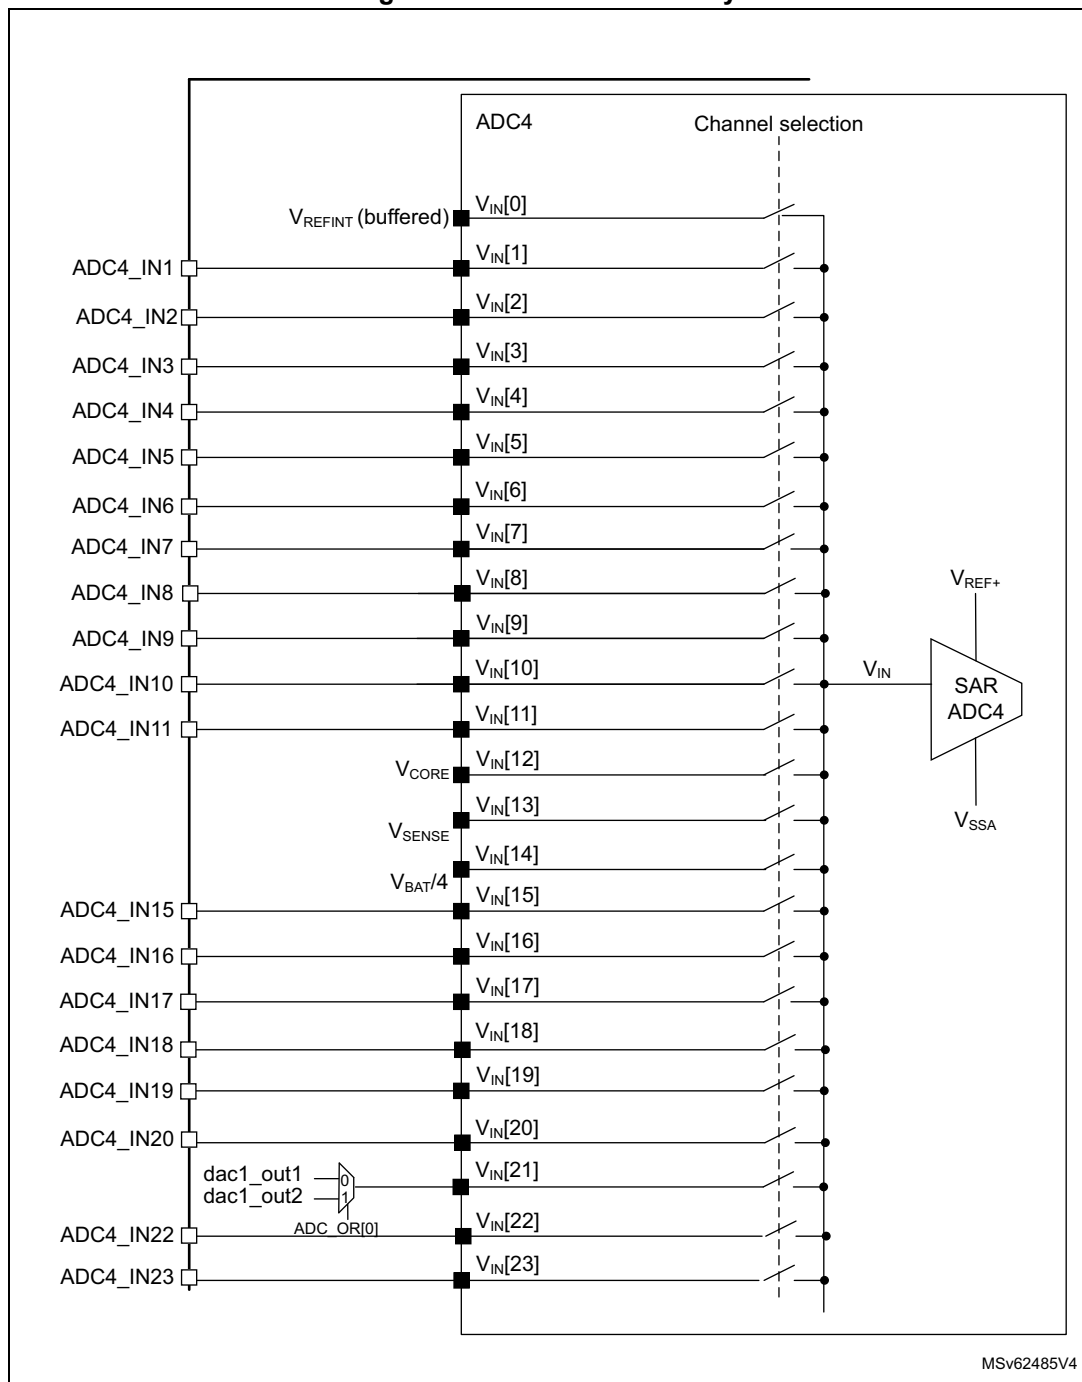 ADC4 Channel selection
VREFINT (buffered) VIN[0]
ADC4_IN1 VIN[1]
ADC4_IN2 VIN[2]
ADC4_IN3 VIN[3]
ADC4_IN4 VIN[4]
ADC4_IN5 VIN[5]
ADC4_IN6 VIN[6]
ADC4_IN7 VIN[7]
ADC4_IN8 VIN[8]
VREF+
ADC4_IN9 VIN[9]
ADC4_IN10 VIN[10]
VIN
SAR
ADC4
ADC4_IN11 VIN[11]
VCORE VIN[12]
VSENSE VIN[13]
VSSA
VBAT/4 VIN[14]
ADC4_IN15 VIN[15]
ADC4_IN16 VIN[16]
ADC4_IN17 VIN[17]
ADC4_IN18 VIN[18]
ADC4_IN19 VIN[19]
ADC4_IN20 VIN[20]
dac1_out1 0 VIN[21]
dac1_out2 1
ADC_OR[0]
ADC4_IN22 VIN[22]
ADC4_IN23 VIN[23]
MSv62485V4